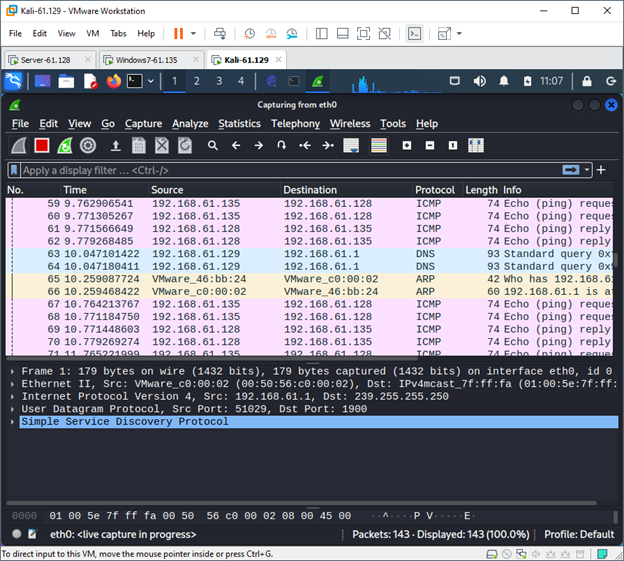 Kali-61.129 - VMware Workstation
File Edit View VM Tabs Help
Server-61.128 Windows7-61.135 Kali-61.129
1 2 3 4 11:07
Capturing from eth0
File Edit View Go Capture Analyze Statistics Telephony Wireless Tools Help
Apply a display filter ... <Ctrl-/>
No. Time Source Destination Protocol Length Info
59 9.762906541 192.168.61.135 192.168.61.128 ICMP 74 Echo (ping) reques
60 9.771305267 192.168.61.135 192.168.61.128 ICMP 74 Echo (ping) reques
61 9.771566649 192.168.61.128 192.168.61.135 ICMP 74 Echo (ping) reply
62 9.779268485 192.168.61.128 192.168.61.135 ICMP 74 Echo (ping) reply
63 10.047101422 192.168.61.129 192.168.61.1 DNS 93 Standard query 0x
64 10.047180411 192.168.61.129 192.168.61.1 DNS 93 Standard query 0x
65 10.259087724 VMware_46:bb:24 VMware_c0:00:02 ARP 42 Who has 192.168.61
66 10.259468422 VMware_c0:00:02 VMware_46:bb:24 ARP 60 192.168.61.1 is a
67 10.764213767 192.168.61.135 192.168.61.128 ICMP 74 Echo (ping) reques
68 10.771184750 192.168.61.135 192.168.61.128 ICMP 74 Echo (ping) reques
69 10.771448603 192.168.61.128 192.168.61.135 ICMP 74 Echo (ping) reply
70 10.779269274 192.168.61.128 192.168.61.135 ICMP 74 Echo (ping) reply
71 11.765221999 192.168.61.135 192.168.61.128 ICMP 74 Echo (ping) reques
Frame 1: 179 bytes on wire (1432 bits), 179 bytes captured (1432 bits) on interface eth0, id 0
Ethernet II, Src: VMware_c0:00:02 (00:50:56:c0:00:02), Dst: IPv4mcast_7f:ff:fa (01:00:5e:7f:ff:
Internet Protocol Version 4, Src: 192.168.61.1, Dst: 239.255.255.250
User Datagram Protocol, Src Port: 51029, Dst Port: 1900
Simple Service Discovery Protocol
0000 01 00 5e 7f ff fa 00 50 56 c0 00 02 08 00 45 00 ··^····P V·····E·
eth0: <live capture in progress> Packets: 143 · Displayed: 143 (100.0%) Profile: Default
To direct input to this VM, move the mouse pointer inside or press Ctrl+G.